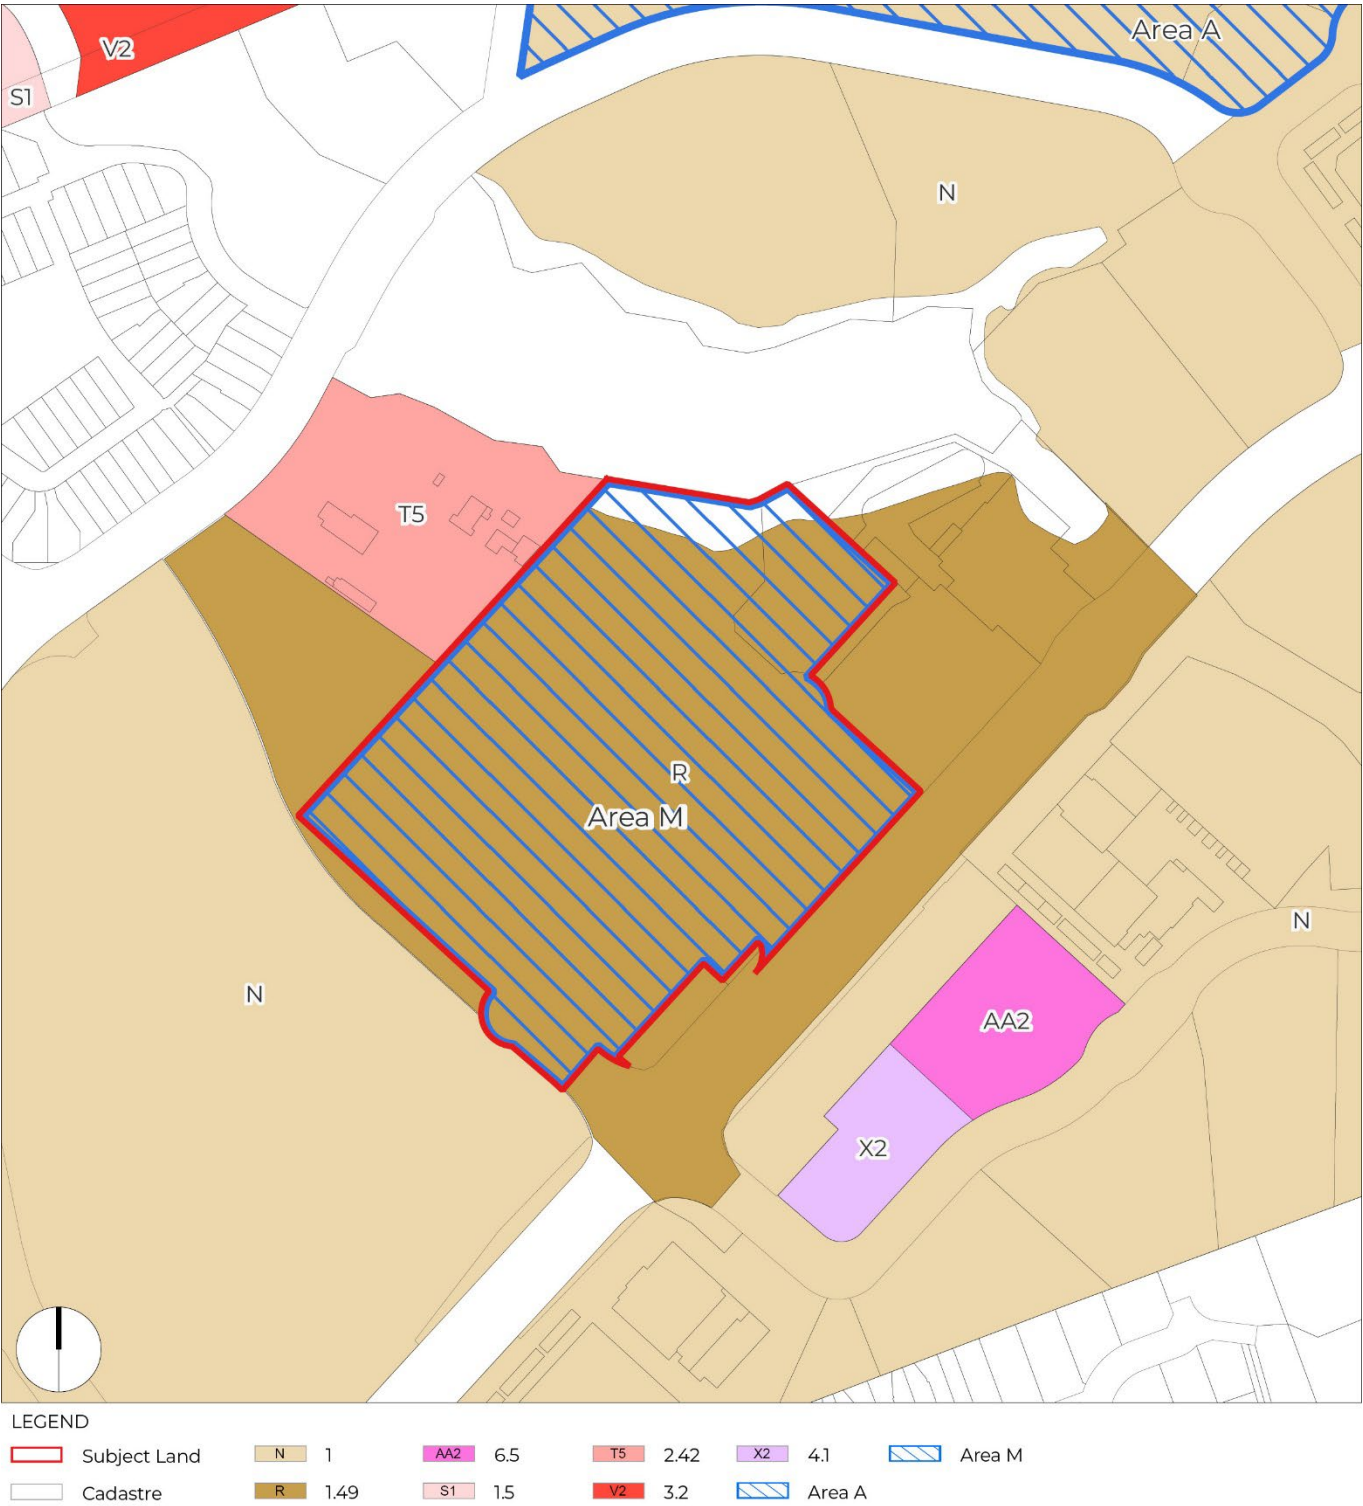 Area A
V2
S1
N
T5
R
Area M
N
N
AA2
X2
LEGEND
Subject Land N 1 AA2 6.5 T5 2.42 X2 4.1 Area M
Cadastre R 1.49 S1 1.5 V2 3.2 Area A